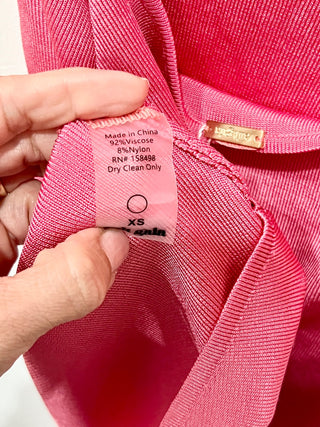 Made in China
92%Viscose
8%Nylon
RN# 158498
Dry Clean Only
XS